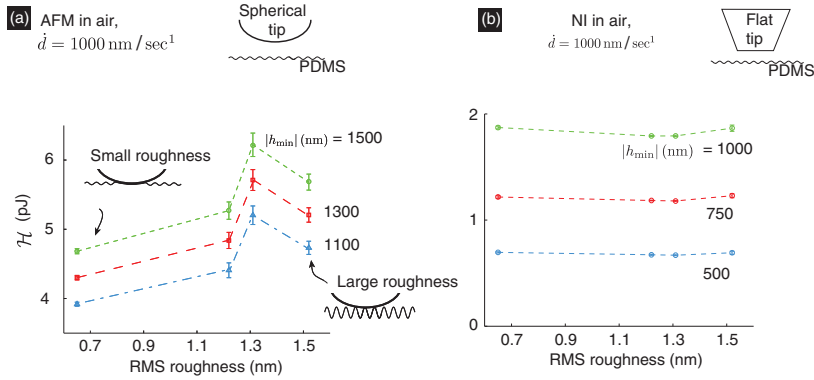 (a)
AFM in air,
ḋ = 1000 nm / sec¹
Spherical
tip
PDMS
|hmin| (nm) = 1500
1300
1100
Small roughness
Large roughness
ℋ (pJ)
6
5
4
0.7 0.9 1.1 1.3 1.5
RMS roughness (nm)
(b)
NI in air,
ḋ = 1000 nm / sec¹
Flat
tip
PDMS
|hmin| (nm) = 1000
750
500
2
1
0
0.7 0.9 1.1 1.3 1.5
RMS roughness (nm)